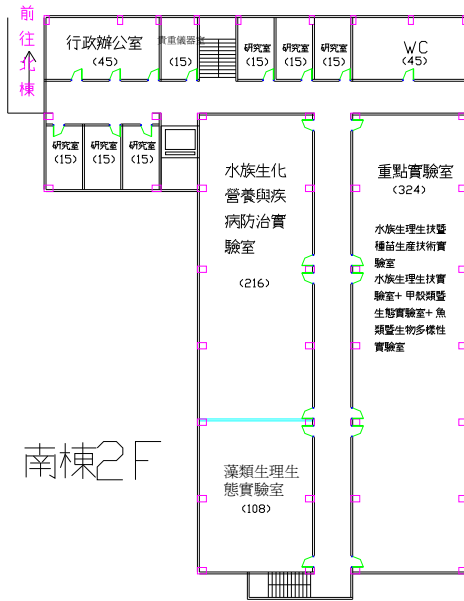 前往北棟
行政辦公室
(45)
貴重儀器室
(15)
研究室
(15)
研究室
(15)
研究室
(15)
WC
(45)
研究室
(15)
研究室
(15)
研究室
(15)
水族生化
營養與疾
病防治實
驗室
(216)
重點實驗室
(324)
水族生理生技暨
種苗生產技術實
驗室
水族生理生技實
驗室+甲殼類暨
生態實驗室+魚
類暨生物多樣性
實驗室
南棟2F
藻類生理生
態實驗室
(108)